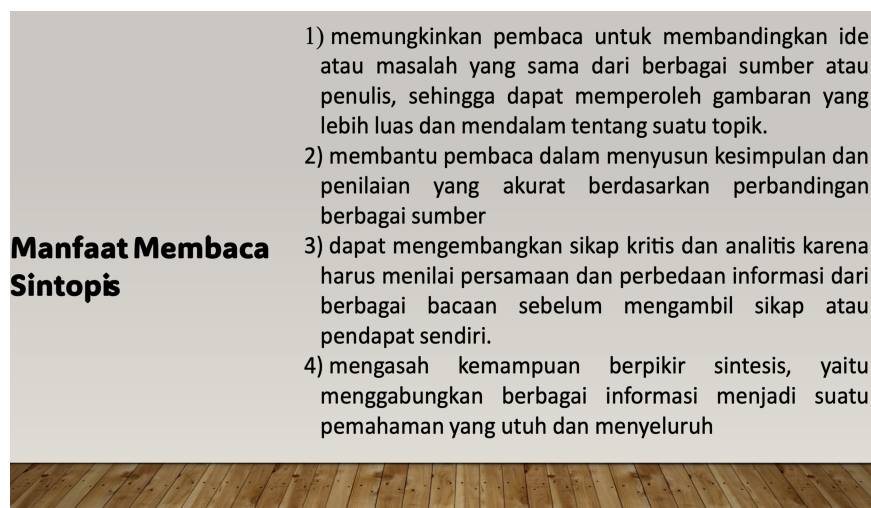 Manfaat Membaca
Sintopis
1) memungkinkan pembaca untuk membandingkan ide
atau masalah yang sama dari berbagai sumber atau
penulis, sehingga dapat memperoleh gambaran yang
lebih luas dan mendalam tentang suatu topik.
2) membantu pembaca dalam menyusun kesimpulan dan
penilaian yang akurat berdasarkan perbandingan
berbagai sumber
3) dapat mengembangkan sikap kritis dan analitis karena
harus menilai persamaan dan perbedaan informasi dari
berbagai bacaan sebelum mengambil sikap atau
pendapat sendiri.
4) mengasah kemampuan berpikir sintesis, yaitu
menggabungkan berbagai informasi menjadi suatu
pemahaman yang utuh dan menyeluruh